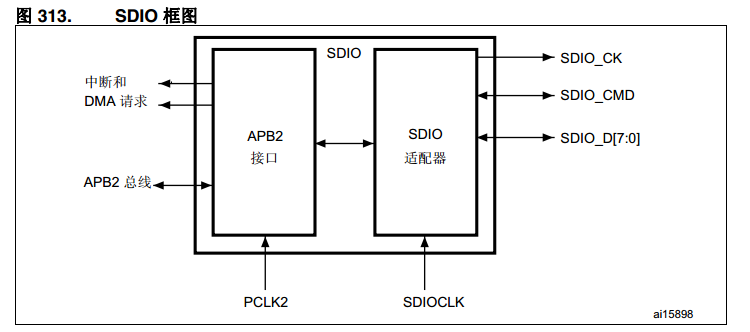 图 313. SDIO 框图
SDIO
SDIO_CK
中断和
DMA 请求
SDIO_CMD
APB2
接口
SDIO
适配器
SDIO_D[7:0]
APB2 总线
PCLK2
SDIOCLK
ai15898